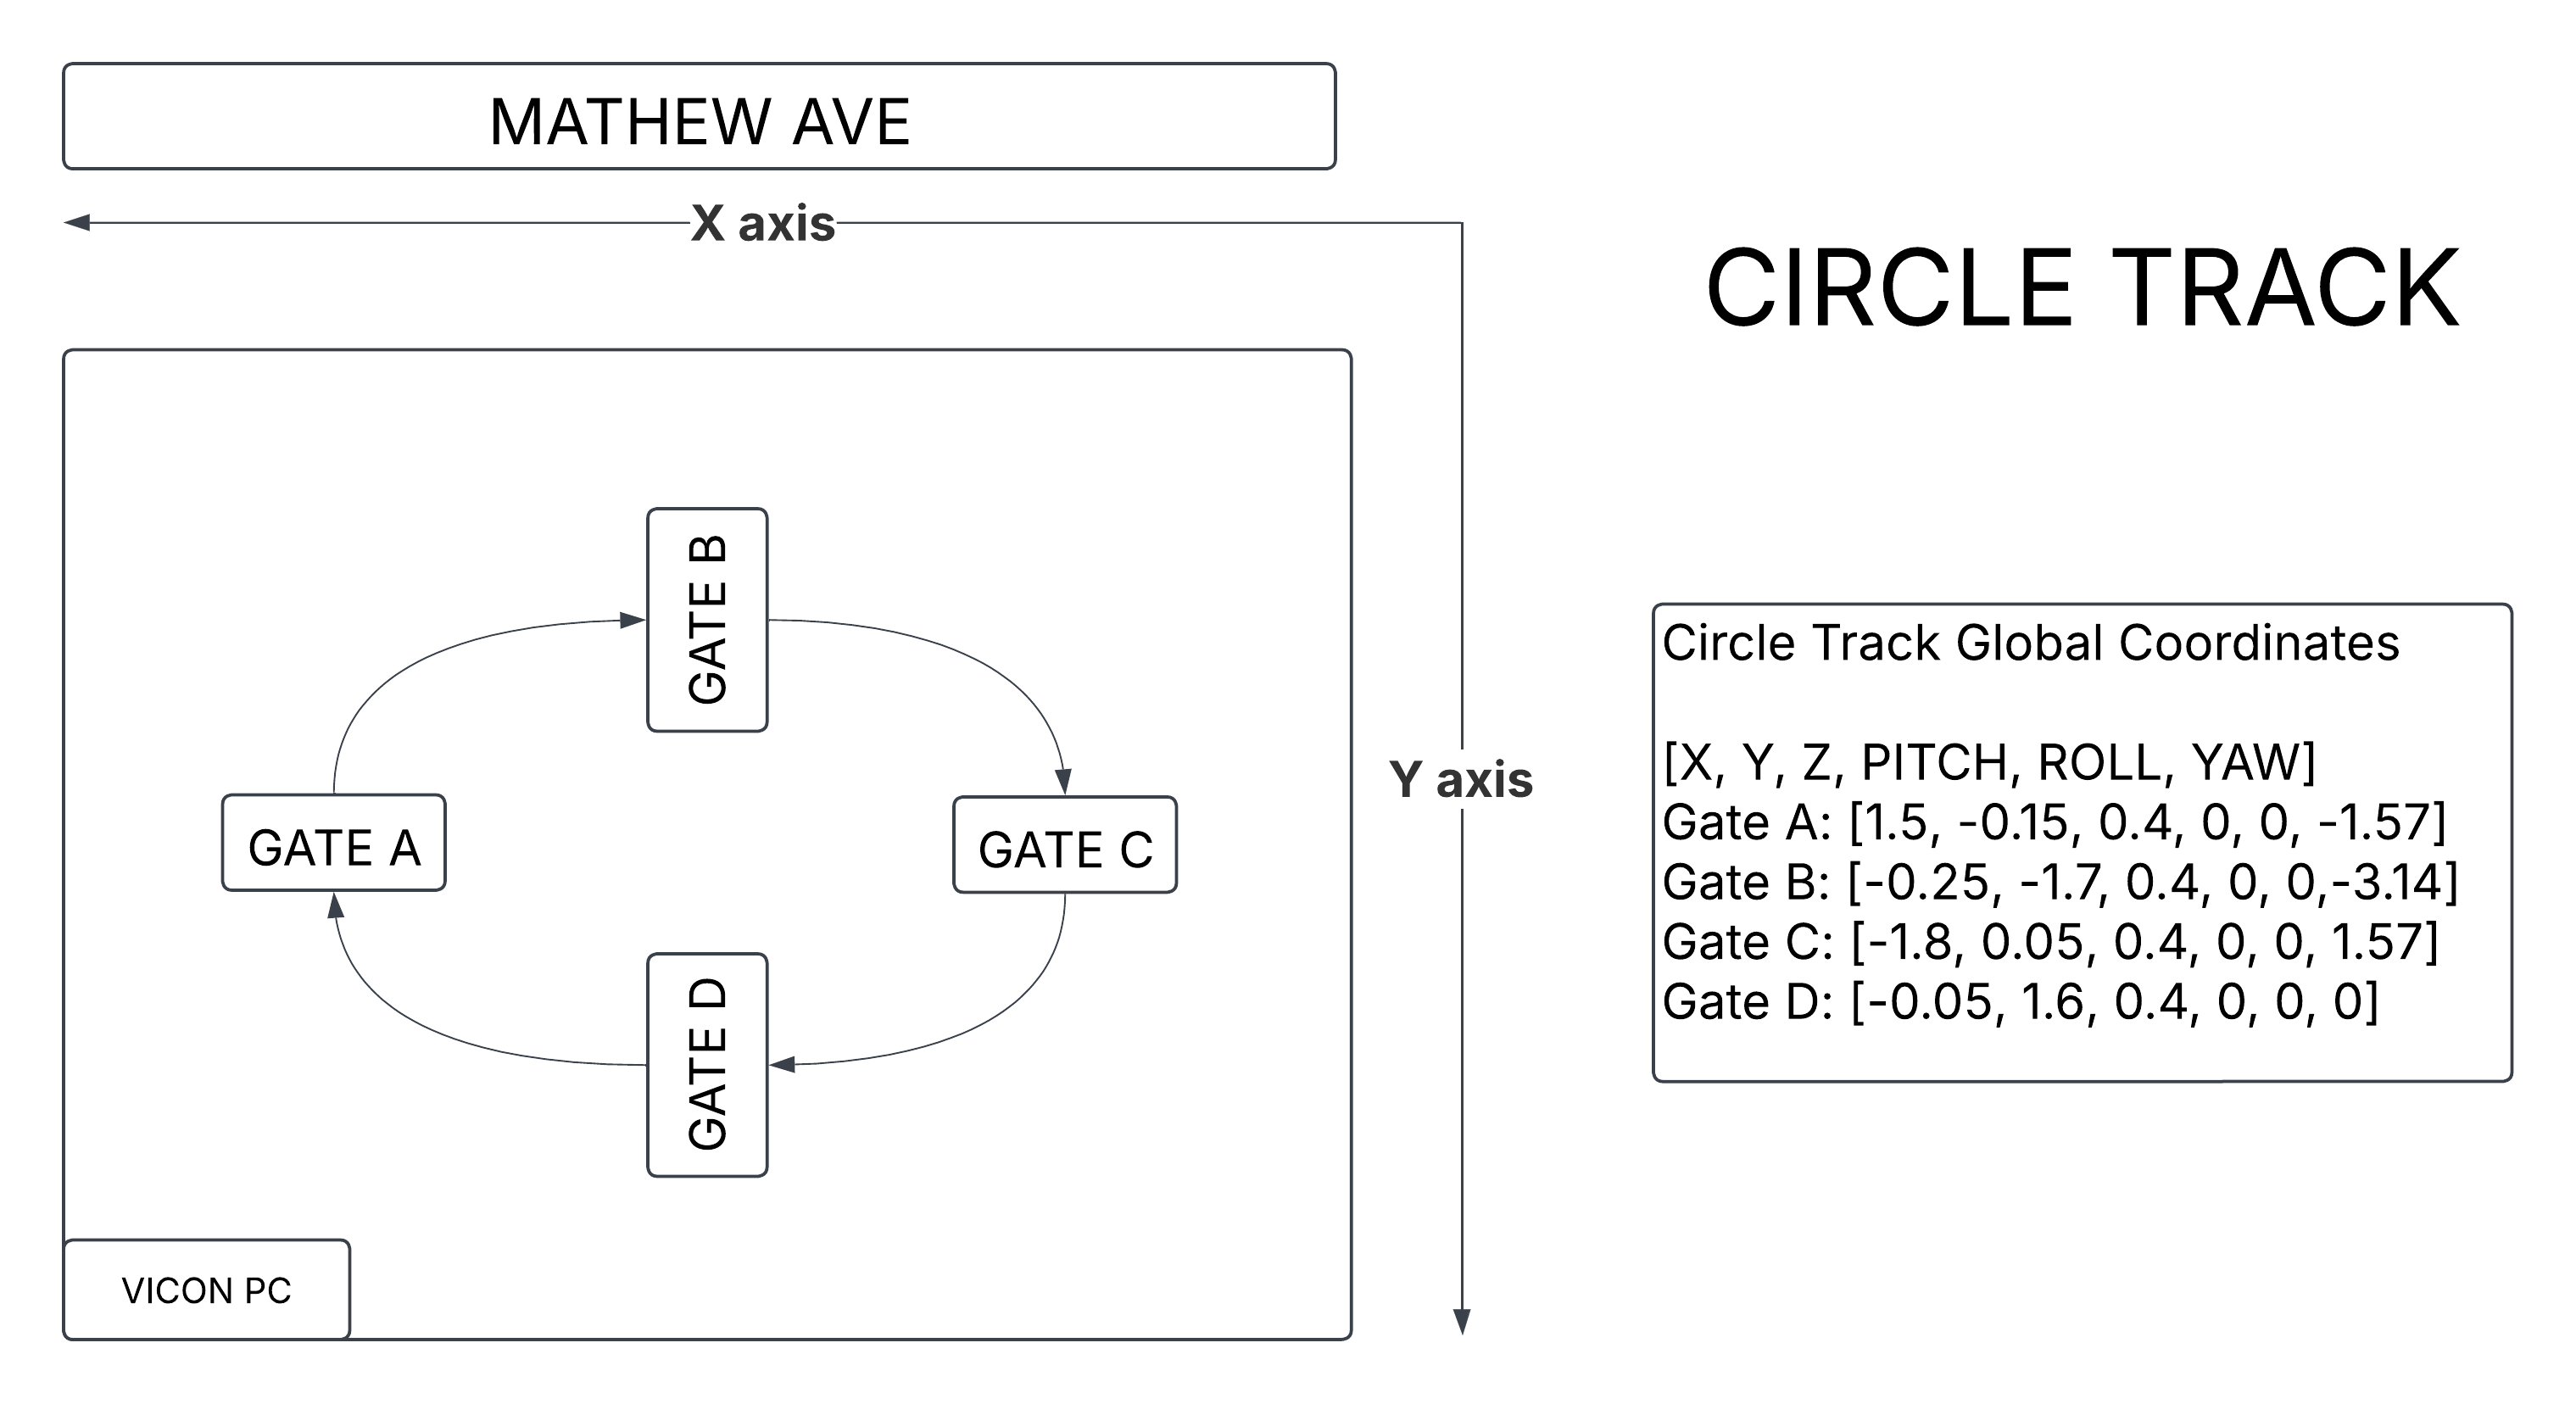 MATHEW AVE
X axis
CIRCLE TRACK
GATE B
Circle Track Global Coordinates
[X, Y, Z, PITCH, ROLL, YAW]
Gate A: [1.5, -0.15, 0.4, 0, 0, -1.57]
Gate B: [-0.25, -1.7, 0.4, 0, 0,-3.14]
Gate C: [-1.8, 0.05, 0.4, 0, 0, 1.57]
Gate D: [-0.05, 1.6, 0.4, 0, 0, 0]
Y axis
GATE A
GATE C
GATE D
VICON PC